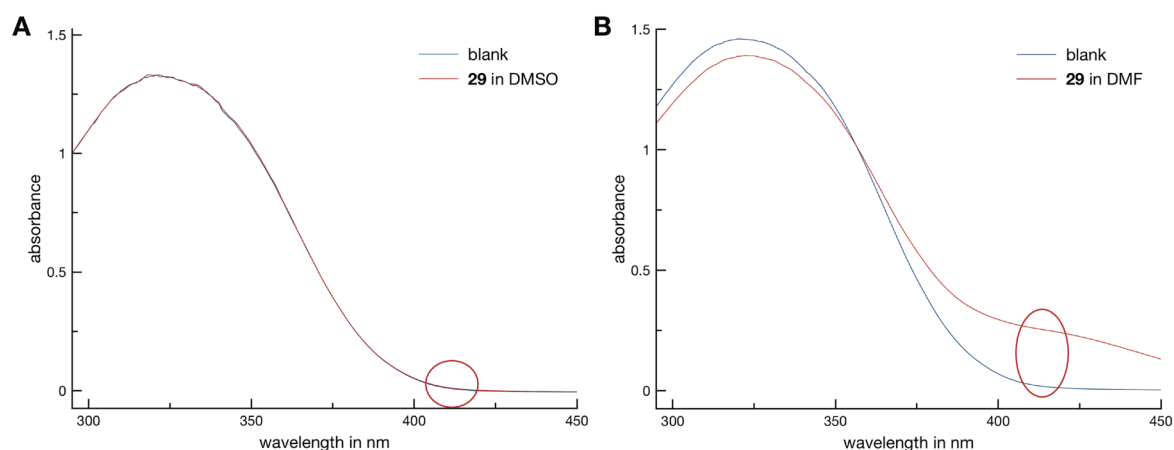 A
1.5
1
0.5
0
300
350
400
450
absorbance
wavelength in nm
blank
29 in DMSO
B
1.5
1
0.5
0
300
350
400
450
absorbance
wavelength in nm
blank
29 in DMF